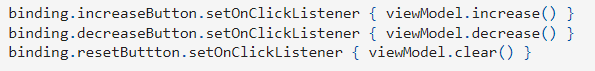 binding.increaseButton.setOnClickListener { viewModel.increase() }
binding.decreaseButton.setOnClickListener { viewModel.decrease() }
binding.resetButtton.setOnClickListener { viewModel.clear() }